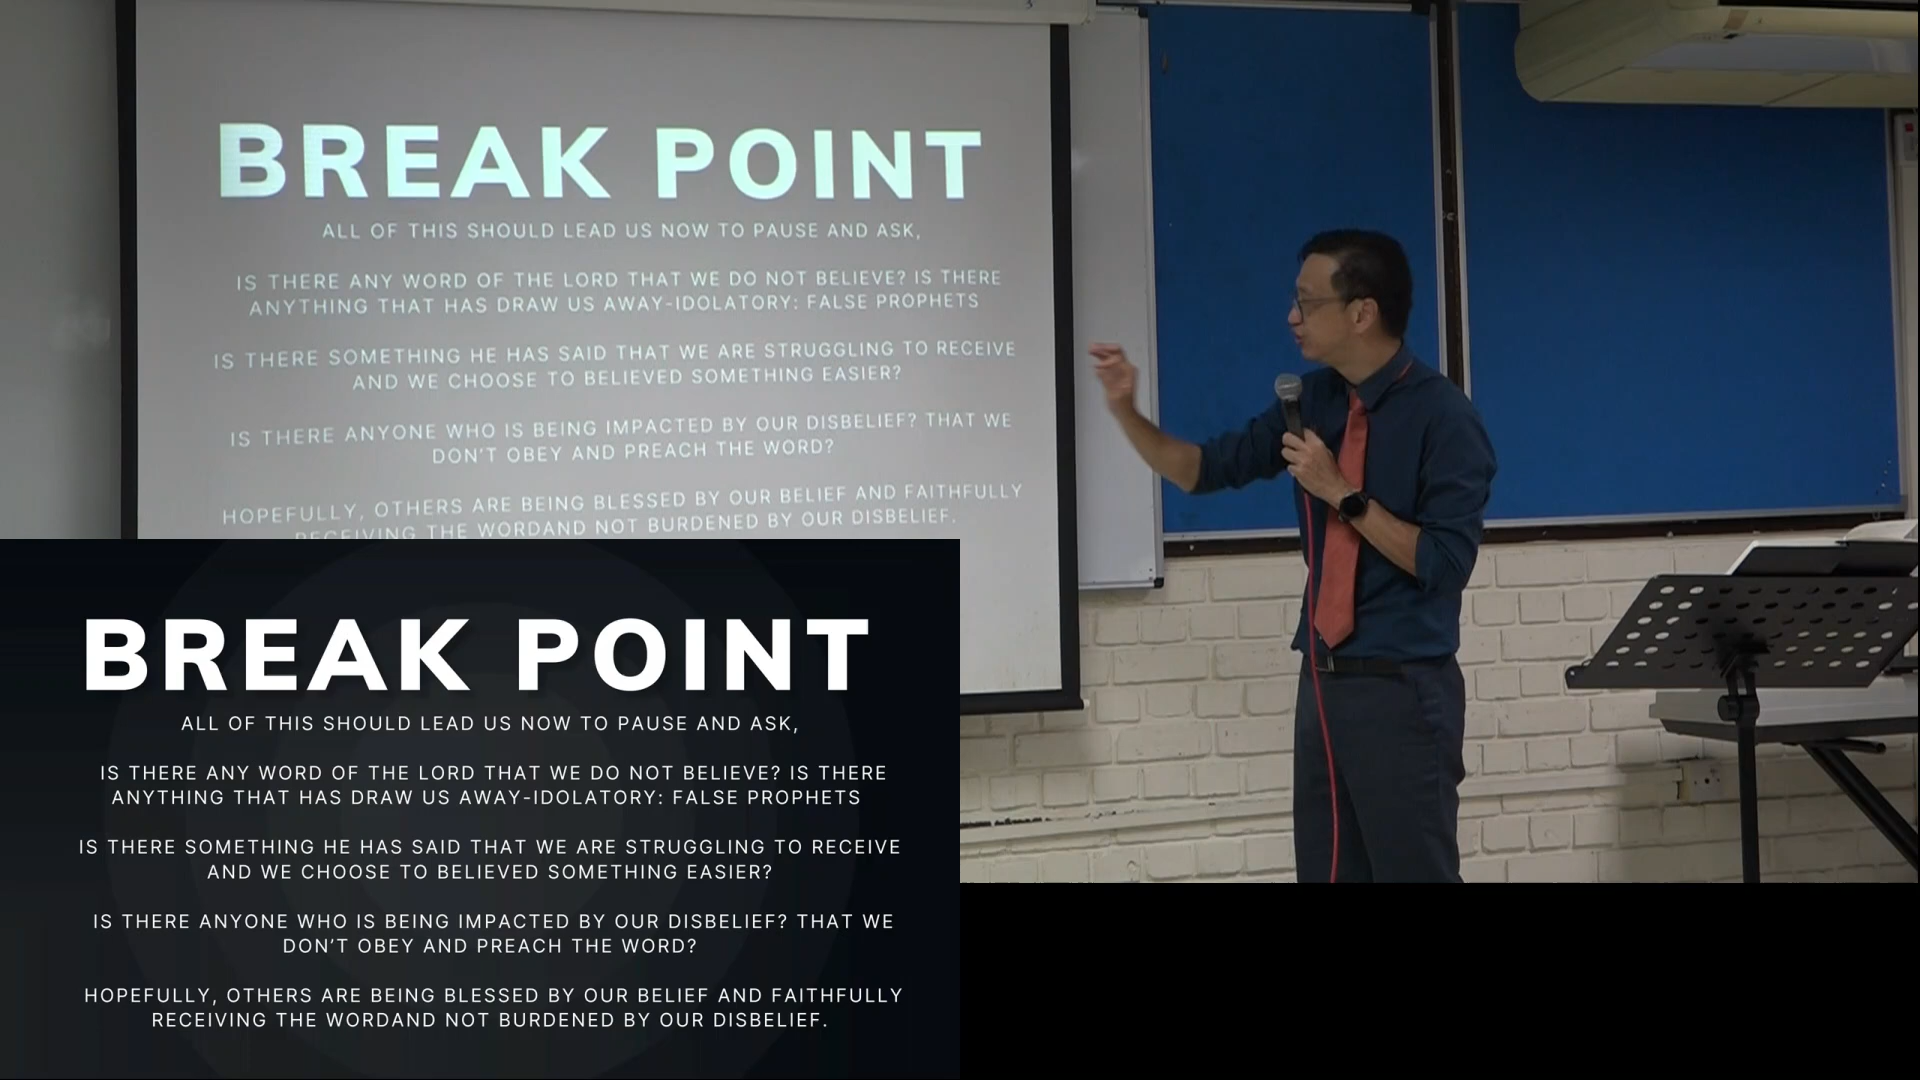 BREAK POINT
ALL OF THIS SHOULD LEAD US NOW TO PAUSE AND ASK,
IS THERE ANY WORD OF THE LORD THAT WE DO NOT BELIEVE? IS THERE
ANYTHING THAT HAS DRAW US AWAY-IDOLATORY: FALSE PROPHETS
IS THERE SOMETHING HE HAS SAID THAT WE ARE STRUGGLING TO RECEIVE
AND WE CHOOSE TO BELIEVED SOMETHING EASIER?
IS THERE ANYONE WHO IS BEING IMPACTED BY OUR DISBELIEF? THAT WE
DON'T OBEY AND PREACH THE WORD?
HOPEFULLY, OTHERS ARE BEING BLESSED BY OUR BELIEF AND FAITHFULLY
RECEIVING THE WORDAND NOT BURDENED BY OUR DISBELIEF.
BREAK POINT
ALL OF THIS SHOULD LEAD US NOW TO PAUSE AND ASK,
IS THERE ANY WORD OF THE LORD THAT WE DO NOT BELIEVE? IS THERE
ANYTHING THAT HAS DRAW US AWAY-IDOLATORY: FALSE PROPHETS
IS THERE SOMETHING HE HAS SAID THAT WE ARE STRUGGLING TO RECEIVE
AND WE CHOOSE TO BELIEVED SOMETHING EASIER?
IS THERE ANYONE WHO IS BEING IMPACTED BY OUR DISBELIEF? THAT WE
DON'T OBEY AND PREACH THE WORD?
HOPEFULLY, OTHERS ARE BEING BLESSED BY OUR BELIEF AND FAITHFULLY
RECEIVING THE WORDAND NOT BURDENED BY OUR DISBELIEF.